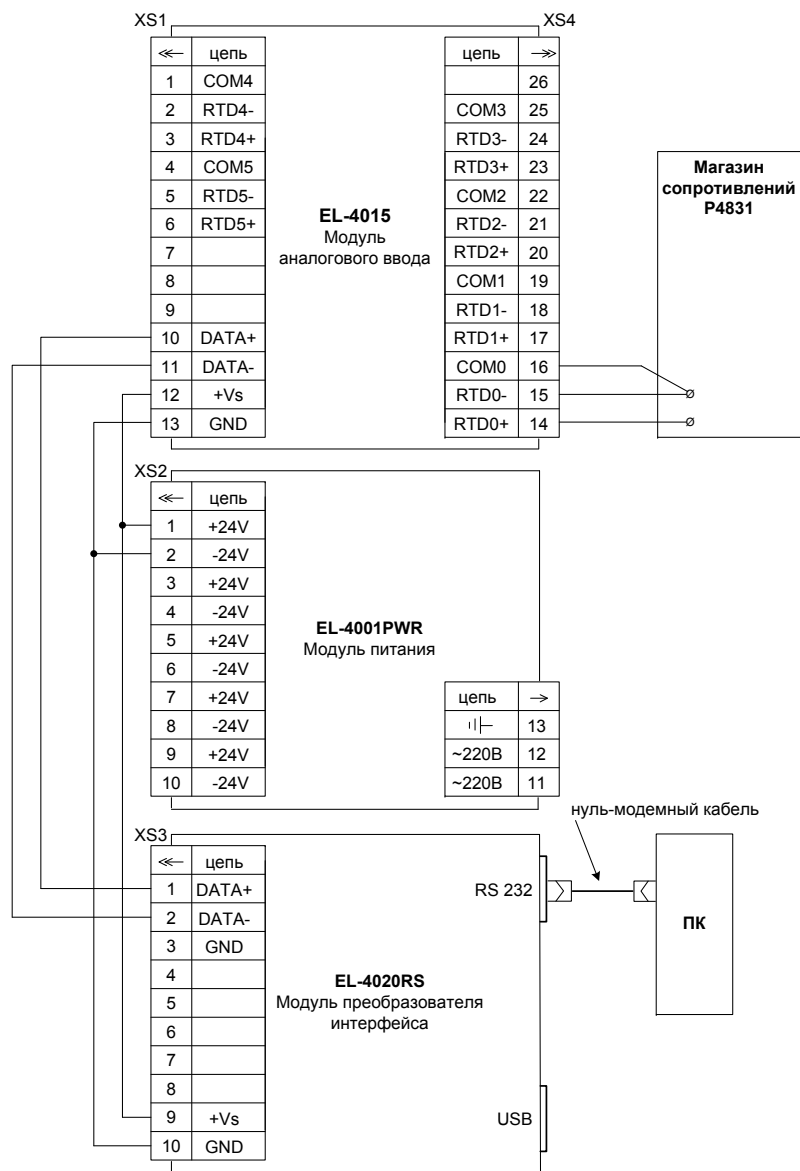 XS1
XS4
цепь
1 COM4
2 RTD4-
3 RTD4+
4 COM5
5 RTD5-
6 RTD5+
7
8
9
10 DATA+
11 DATA-
12 +Vs
13 GND
EL-4015
Модуль
аналогового ввода
цепь
26
COM3 25
RTD3- 24
RTD3+ 23
COM2 22
RTD2- 21
RTD2+ 20
COM1 19
RTD1- 18
RTD1+ 17
COM0 16
RTD0- 15
RTD0+ 14
Магазин
сопротивлений
Р4831
XS2
цепь
1 +24V
2 -24V
3 +24V
4 -24V
5 +24V
6 -24V
7 +24V
8 -24V
9 +24V
10 -24V
EL-4001PWR
Модуль питания
цепь
13
~220В 12
~220В 11
XS3
цепь
1 DATA+
2 DATA-
3 GND
4
5
6
7
8
9 +Vs
10 GND
EL-4020RS
Модуль преобразователя
интерфейса
RS 232
USB
нуль-модемный кабель
ПК